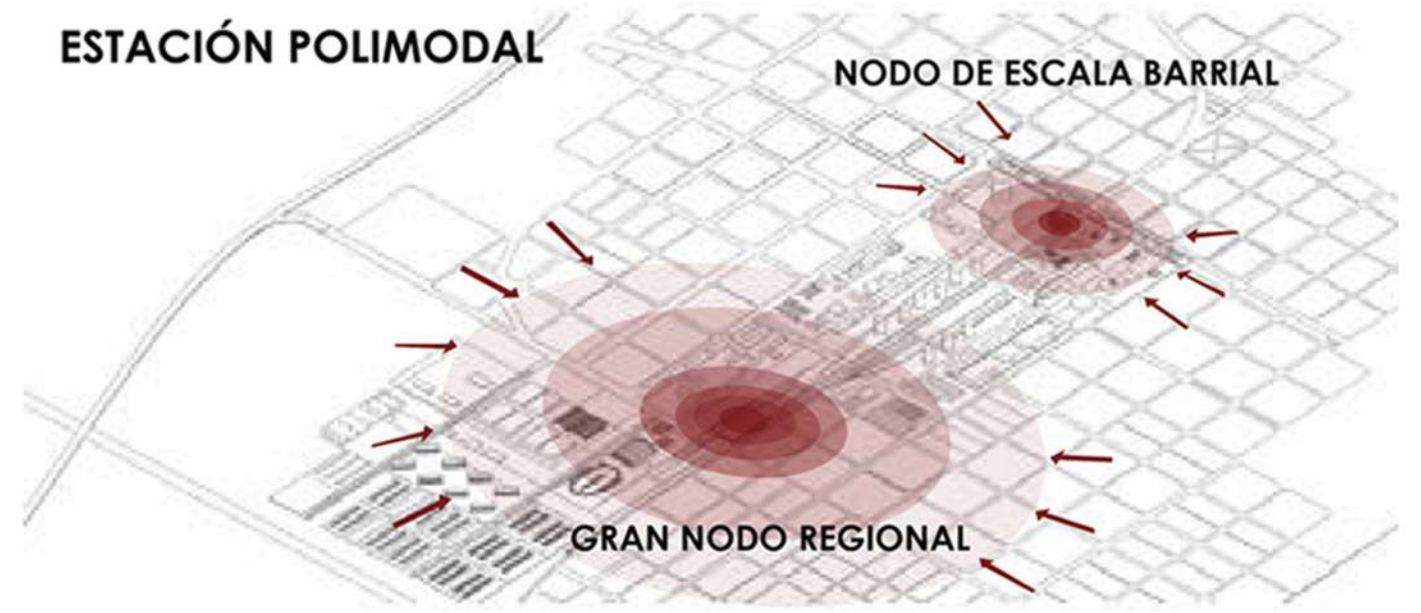 ESTACIÓN POLIMODAL
NODO DE ESCALA BARRIAL
GRAN NODO REGIONAL